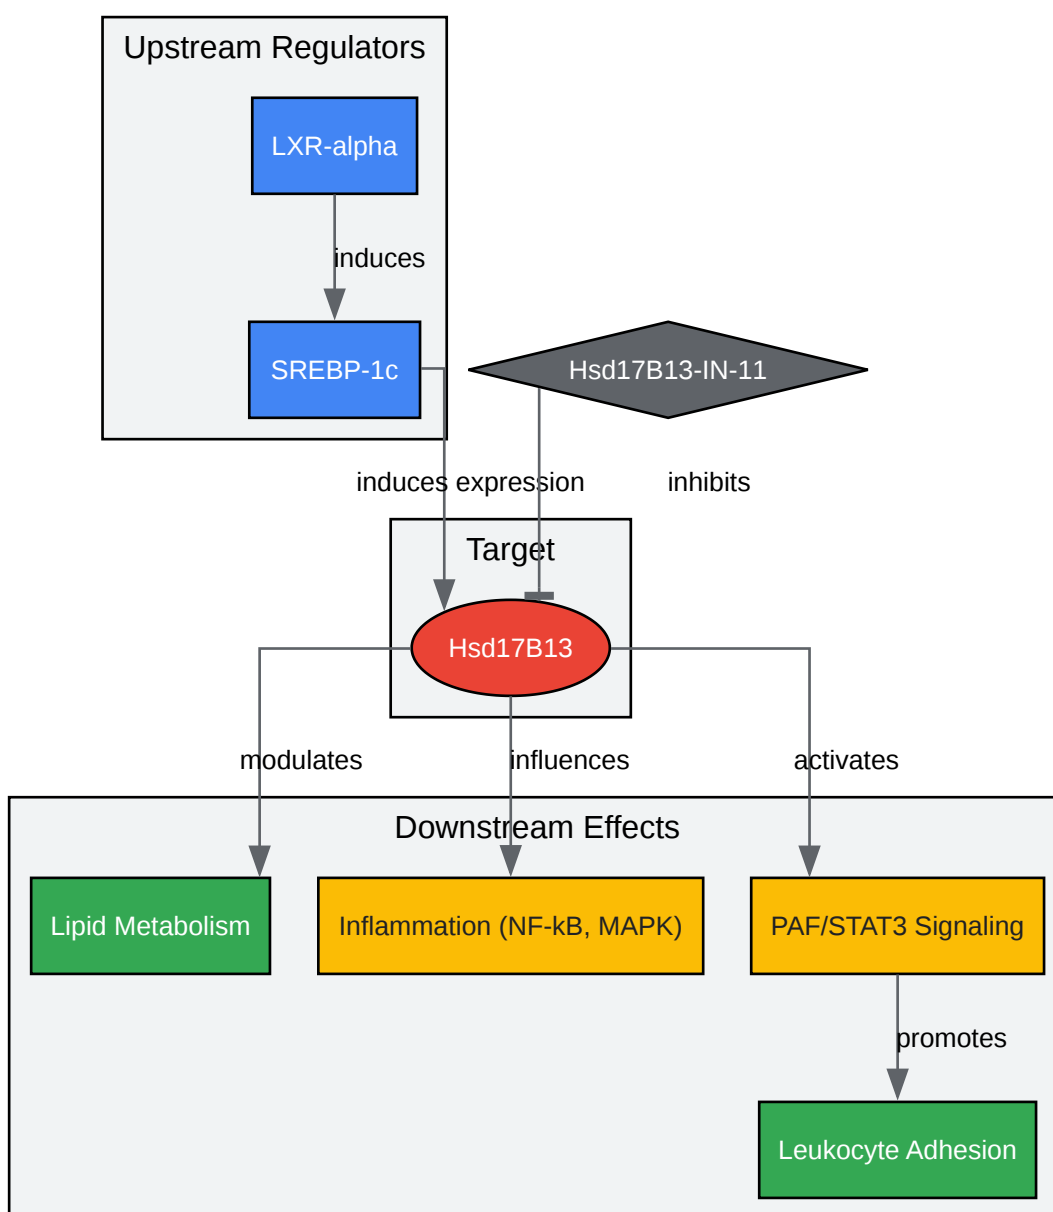 Upstream Regulators
LXR-alpha
induces
SREBP-1c
Hsd17B13-IN-11
induces expression
inhibits
Target
Hsd17B13
modulates
influences
activates
Downstream Effects
Lipid Metabolism
Inflammation (NF-kB, MAPK)
PAF/STAT3 Signaling
promotes
Leukocyte Adhesion